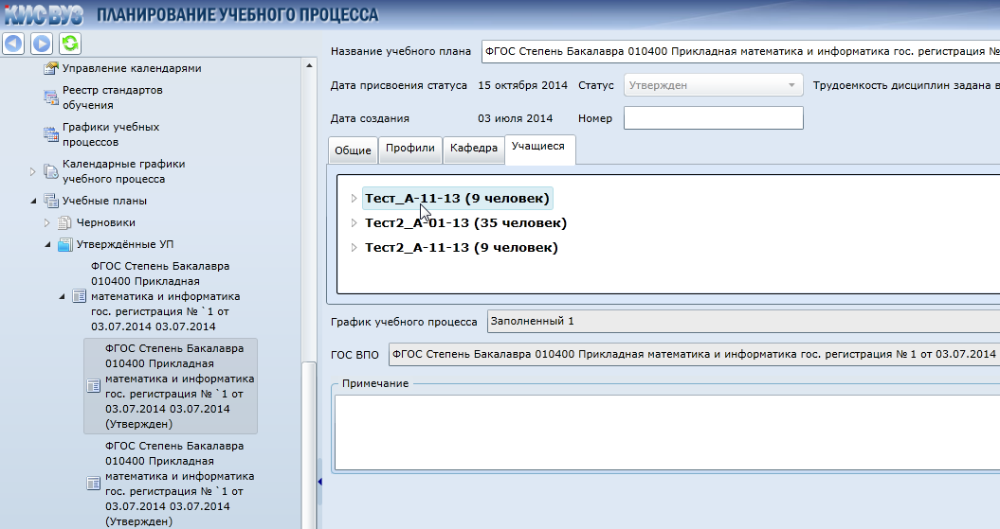 КИС ВУЗ ПЛАНИРОВАНИЕ УЧЕБНОГО ПРОЦЕССА
Управление календарями
Реестр стандартов
обучения
Графики учебных
процессов
Календарные графики
учебного процесса
Учебные планы
Черновики
Утверждённые УП
ФГОС Степень Бакалавра
010400 Прикладная
математика и информатика
гос. регистрация № `1 от
03.07.2014 03.07.2014
ФГОС Степень Бакалавра
010400 Прикладная
математика и информатика
гос. регистрация № `1 от
03.07.2014 03.07.2014
(Утвержден)
ФГОС Степень Бакалавра
010400 Прикладная
математика и информатика
гос. регистрация № `1 от
03.07.2014 03.07.2014
(Утвержден)
Название учебного плана ФГОС Степень Бакалавра 010400 Прикладная математика и информатика гос. регистрация №
Дата присвоения статуса 15 октября 2014 Статус Утвержден Трудоемкость дисциплин задана в
Дата создания 03 июля 2014 Номер
Общие Профили Кафедра Учащиеся
Тест_А-11-13 (9 человек)
Тест2_А-01-13 (35 человек)
Тест2_А-11-13 (9 человек)
График учебного процесса Заполненный 1
ГОС ВПО ФГОС Степень Бакалавра 010400 Прикладная математика и информатика гос. регистрация № 1 от 03.07.2014
Примечание